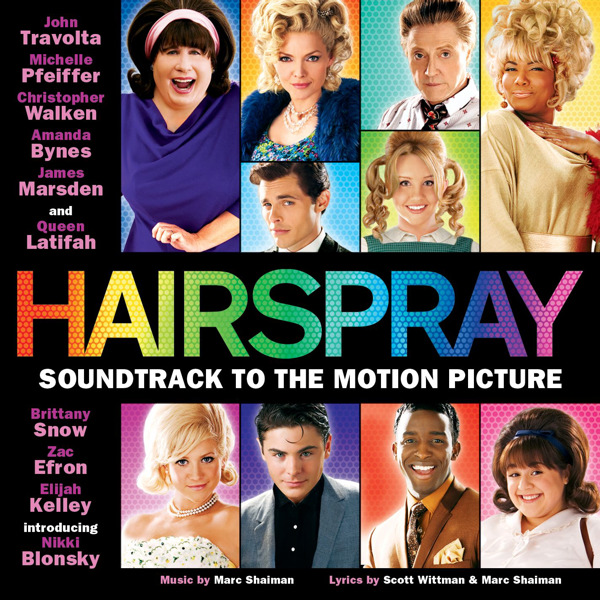 John
Travolta
Michelle
Pfeiffer
Christopher
Walken
Amanda
Bynes
James
Marsden
and
Queen
Latifah
HAIRSPRAY
SOUNDTRACK TO THE MOTION PICTURE
Brittany
Snow
Zac
Efron
Elijah
Kelley
introducing
Nikki
Blonsky
Music by Marc Shaiman
Lyrics by Scott Wittman & Marc Shaiman